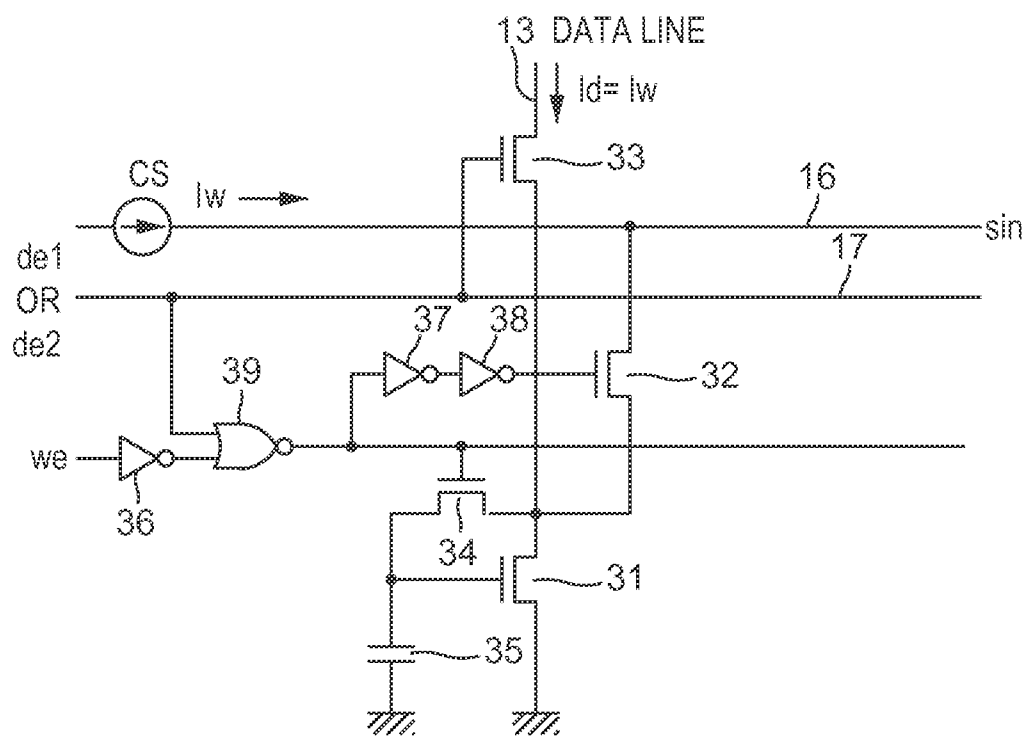 13 DATA LINE
Id= Iw
33
CS
Iw
16
sin
de1
OR
de2
17
37
38
32
39
we
36
34
31
35